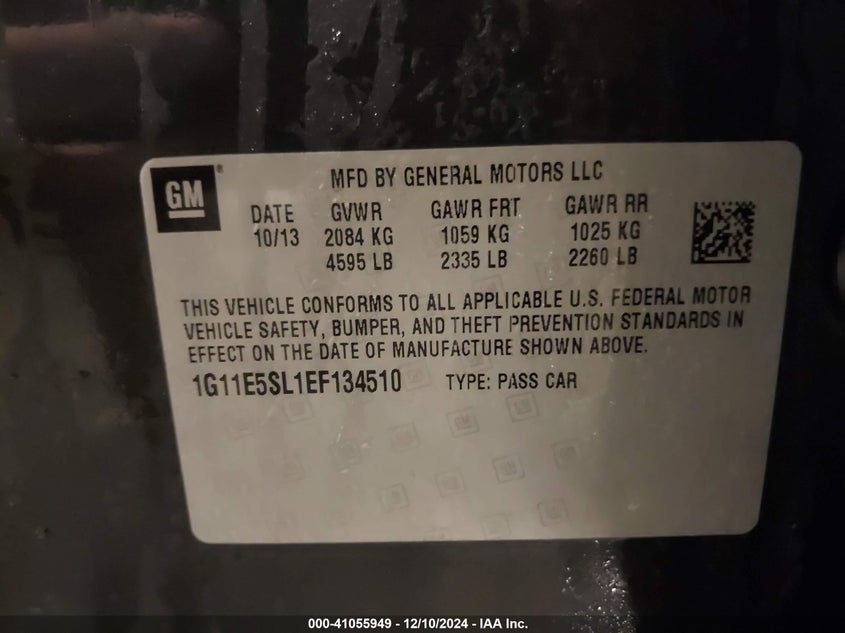 GM
MFD BY GENERAL MOTORS LLC
DATE GVWR GAWR FRT GAWR RR
10/13 2084 KG 1059 KG 1025 KG
4595 LB 2335 LB 2260 LB
THIS VEHICLE CONFORMS TO ALL APPLICABLE U.S. FEDERAL MOTOR
VEHICLE SAFETY, BUMPER, AND THEFT PREVENTION STANDARDS IN
EFFECT ON THE DATE OF MANUFACTURE SHOWN ABOVE.
1G11E5SL1EF134510 TYPE: PASS CAR
000-41055949 - 12/10/2024 - IAA Inc.